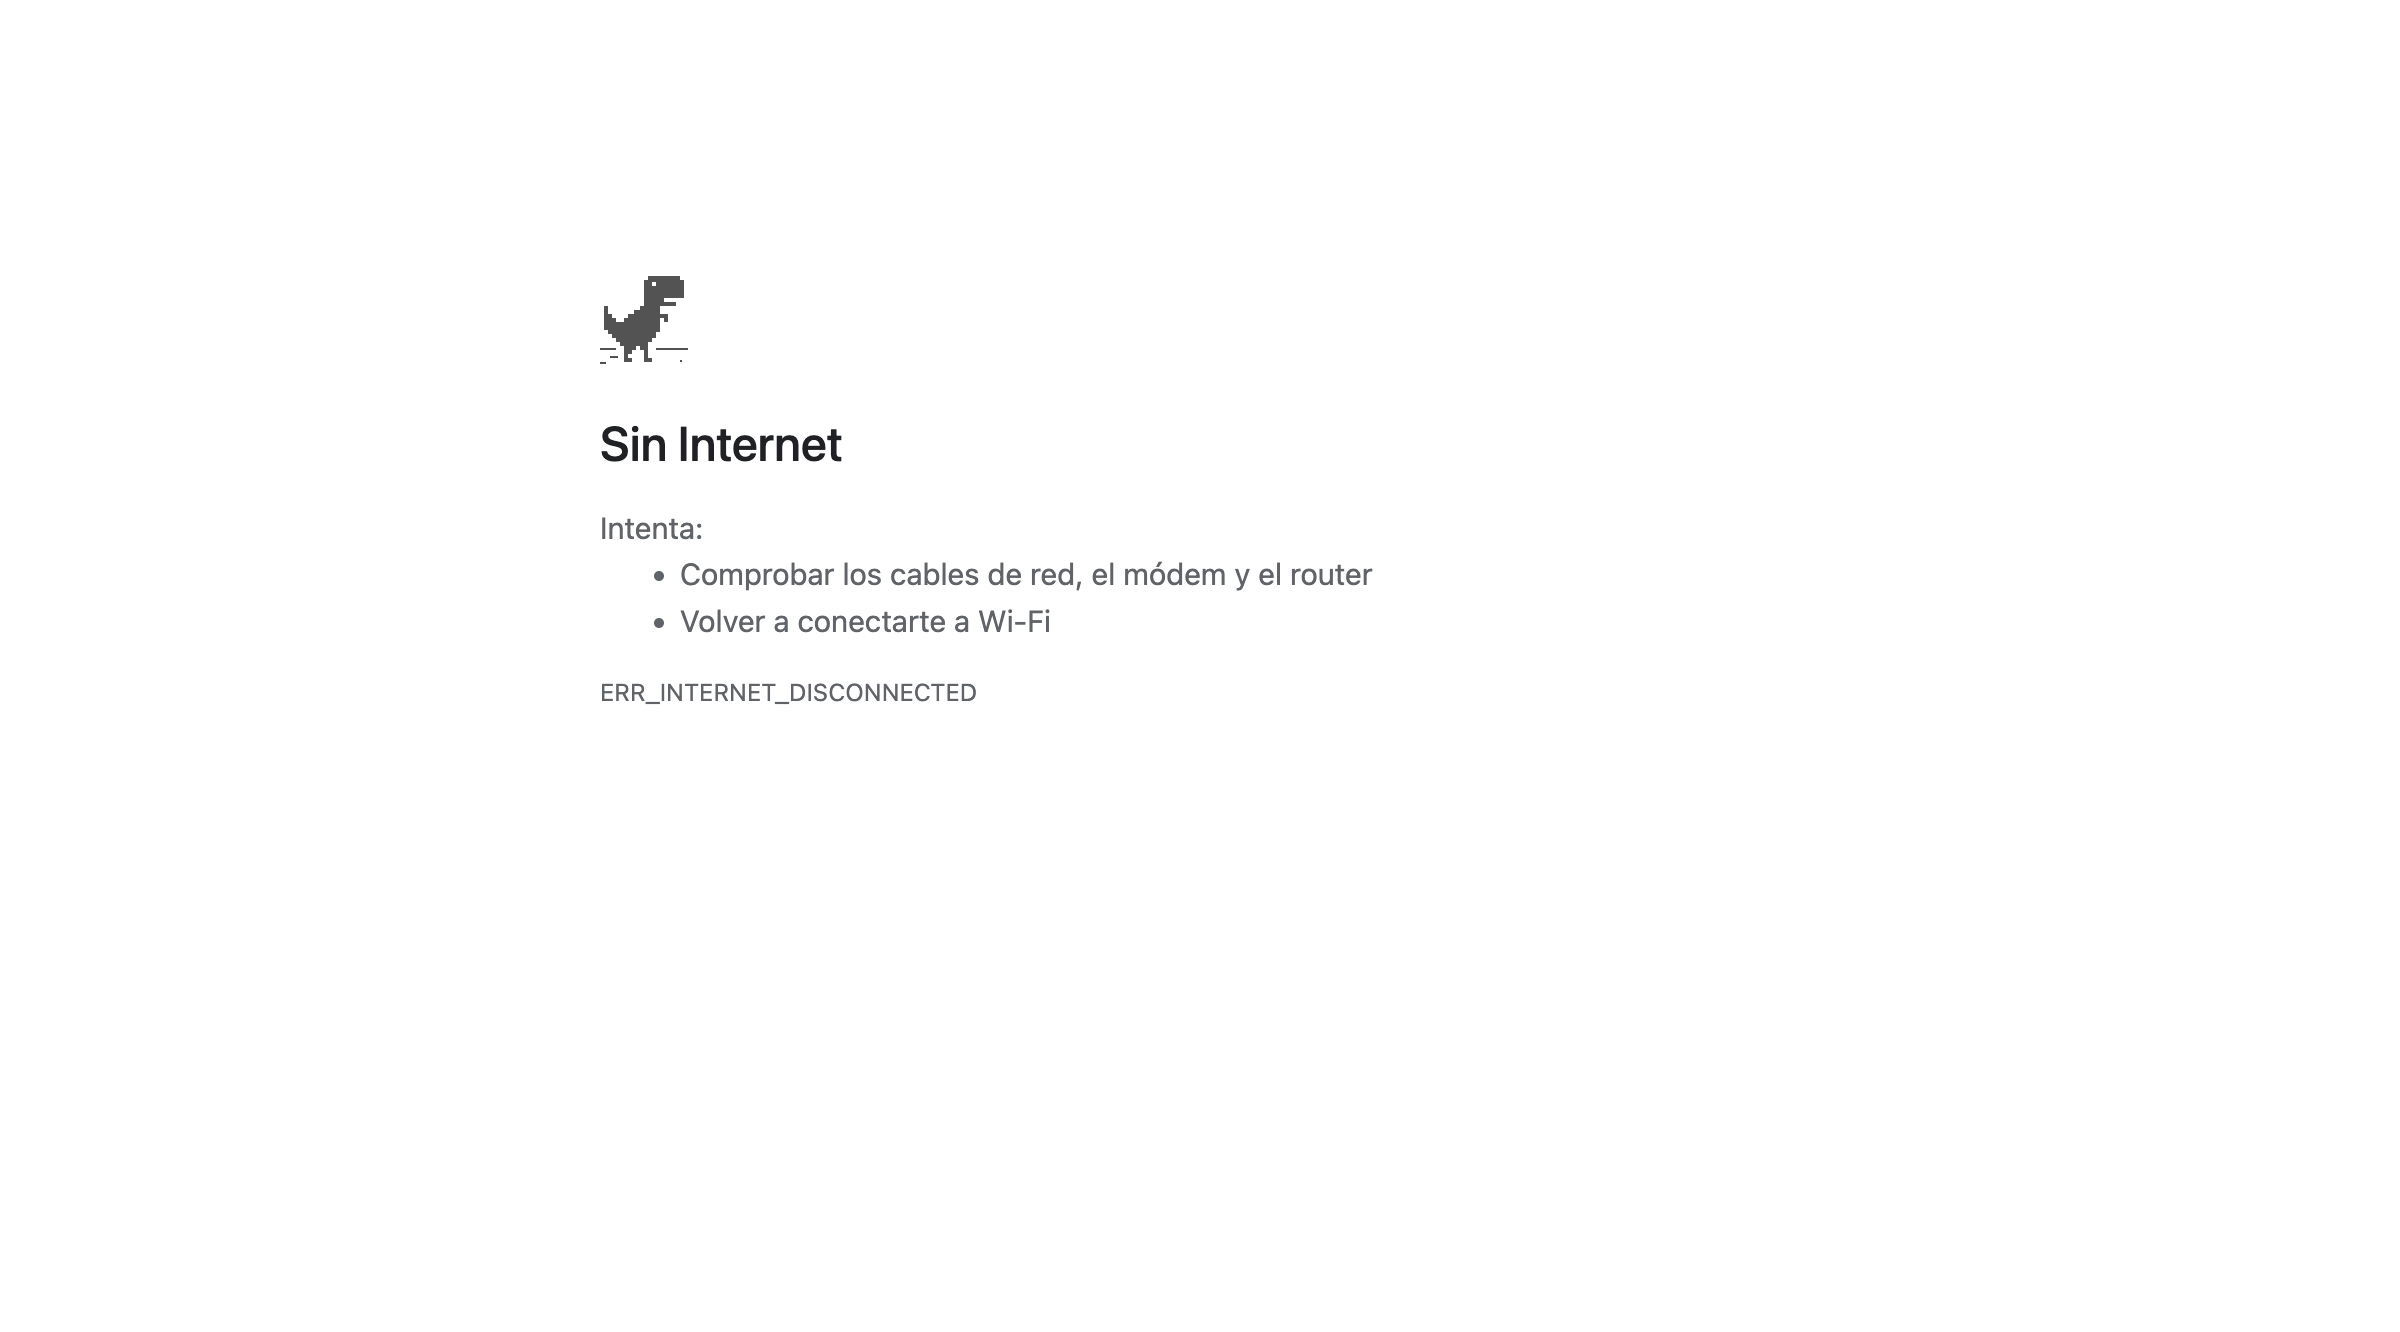 Sin Internet
Intenta:
Comprobar los cables de red, el módem y el router
Volver a conectarte a Wi-Fi
ERR_INTERNET_DISCONNECTED